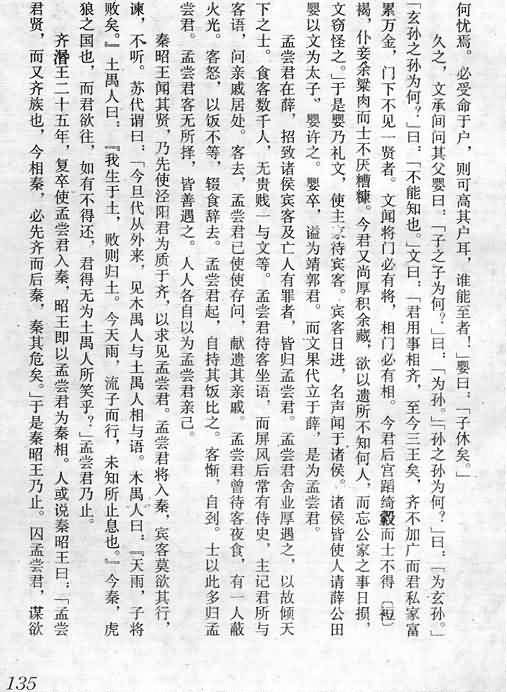 何忧焉。必受命于户，则可高其户耳，谁能至者！」婴曰：「子休矣。」
久之，文承间问其父婴曰：「子之子为何？」曰：「为孙。」「孙之孙为何？」曰：「为玄孙。」
「玄孙之孙为何？」曰：「不能知也。」文曰：「君用事相齐，至今三王矣，齐不加广而君私家富
累万金，门下不见一贤者。文闻将门必有将，相门必有相。今君后宫蹈绮縠而士不得（裋）
褐，仆妾余粱肉而士不厌糟糠。今君又尚厚积余藏，欲以遗所不知何人，而忘公家之事日损，
文窃怪之。」于是婴乃礼文，使主家待宾客。宾客日进，名声闻于诸侯。诸侯皆使人请薛公田
婴以文为太子，婴许之。婴卒，谥为靖郭君。而文果代立于薛，是为孟尝君。
孟尝君在薛，招致诸侯宾客及亡人有罪者，皆归孟尝君。孟尝君舍业厚遇之，以故倾天
下之士。食客数千人，无贵贱一与文等。孟尝君待客坐语，而屏风后常有侍史，主记君所与
客语，问亲戚居处。客去，孟尝君已使使存问，献遗其亲戚。孟尝君曾待客夜食，有一人蔽
火光。客怒，以饭不等，辍食辞去。孟尝君起，自持其饭比之。客惭，自刭。士以此多归孟
尝君。孟尝君客无所择，皆善遇之。人人各自以为孟尝君亲己。
秦昭王闻其贤，乃先使泾阳君为质于齐，以求见孟尝君。孟尝君将入秦，宾客莫欲其行，
谏，不听。苏代谓曰：「今旦代从外来，见木禺人与土禺人相与语。木禺人曰：『天雨，子将
败矣。』土禺人曰：『我生于土，败则归土。今天雨，流子而行，未知所止息也。』今秦，虎
狼之国也，而君欲往，如有不得还，君得无为土禺人所笑乎？」孟尝君乃止。
齐湣王二十五年，复卒使孟尝君入秦，昭王即以孟尝君为秦相。人或说秦昭王曰：「孟尝
君贤，而又齐族也，今相秦，必先齐而后秦，秦其危矣。」于是秦昭王乃止。囚孟尝君，谋欲
135